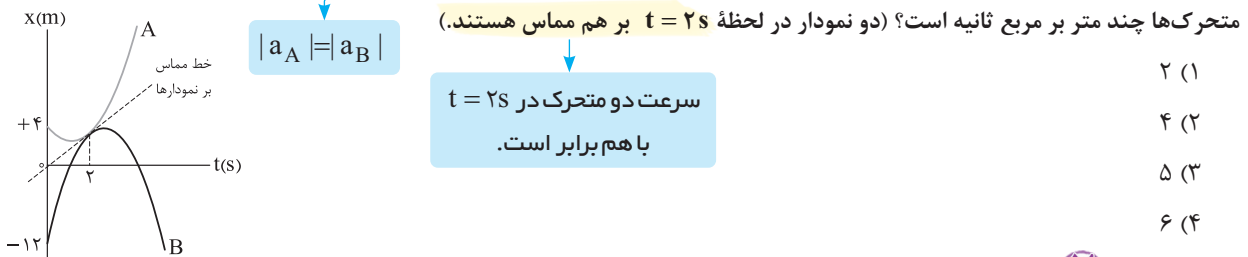 متحرک‌ها چند متر بر مربع ثانیه است؟ (دو نمودار در لحظهٔ t = ۲s بر هم مماس هستند.)
| a_A |=| a_B |
سرعت دو متحرک در t = ۲s
با هم برابر است.
۱) ۲
۲) ۴
۳) ۵
۴) ۶
x(m)
A
خط مماس
بر نمودارها
+۴
۰
۲
t(s)
−۱۲
B